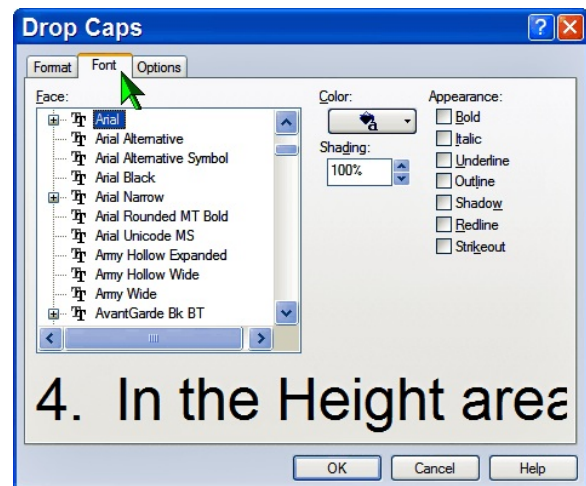 Drop Caps
Format Font Options
Face:
Arial
Arial Alternative
Arial Alternative Symbol
Arial Black
Arial Narrow
Arial Rounded MT Bold
Arial Unicode MS
Army Hollow Expanded
Army Hollow Wide
Army Wide
AvantGarde Bk BT
Color:
Shading:
100%
Appearance:
Bold
Italic
Underline
Outline
Shadow
Redline
Strikeout
4. In the Height area
OK Cancel Help